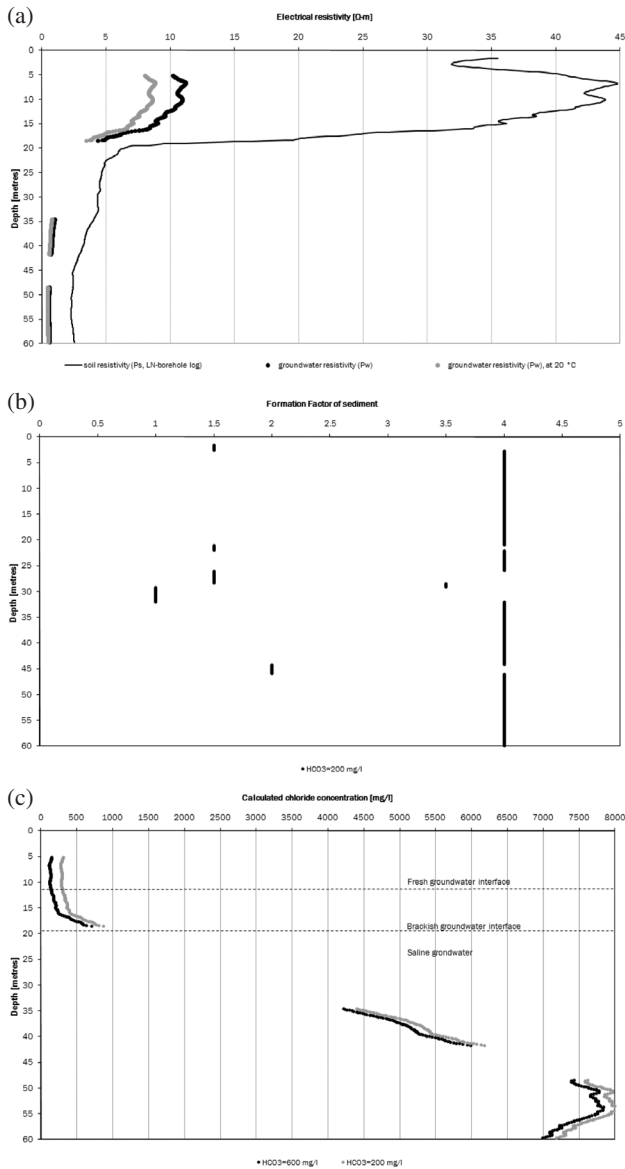 (a)
Electrical resistivity [Ω·m]
0 5 10 15 20 25 30 35 40 45
Depth [metres]
0
5
10
15
20
25
30
35
40
45
50
55
60
soil resistivity (Ps, LN-borehole log) groundwater resistivity (Pw) groundwater resistivity (Pw), at 20 °C
(b)
Formation Factor of sediment
0 0.5 1 1.5 2 2.5 3 3.5 4 4.5 5
Depth [metres]
0
5
10
15
20
25
30
35
40
45
50
55
60
HCO3=200 mg/l
(c)
Calculated chloride concentration [mg/l]
0 500 1000 1500 2000 2500 3000 3500 4000 4500 5000 5500 6000 6500 7000 7500 8000
Depth [metres]
0
5
10
15
20
25
30
35
40
45
50
55
60
Fresh groundwater interface
Brackish groundwater interface
Saline grondwater
HCO3=600 mg/l HCO3=200 mg/l